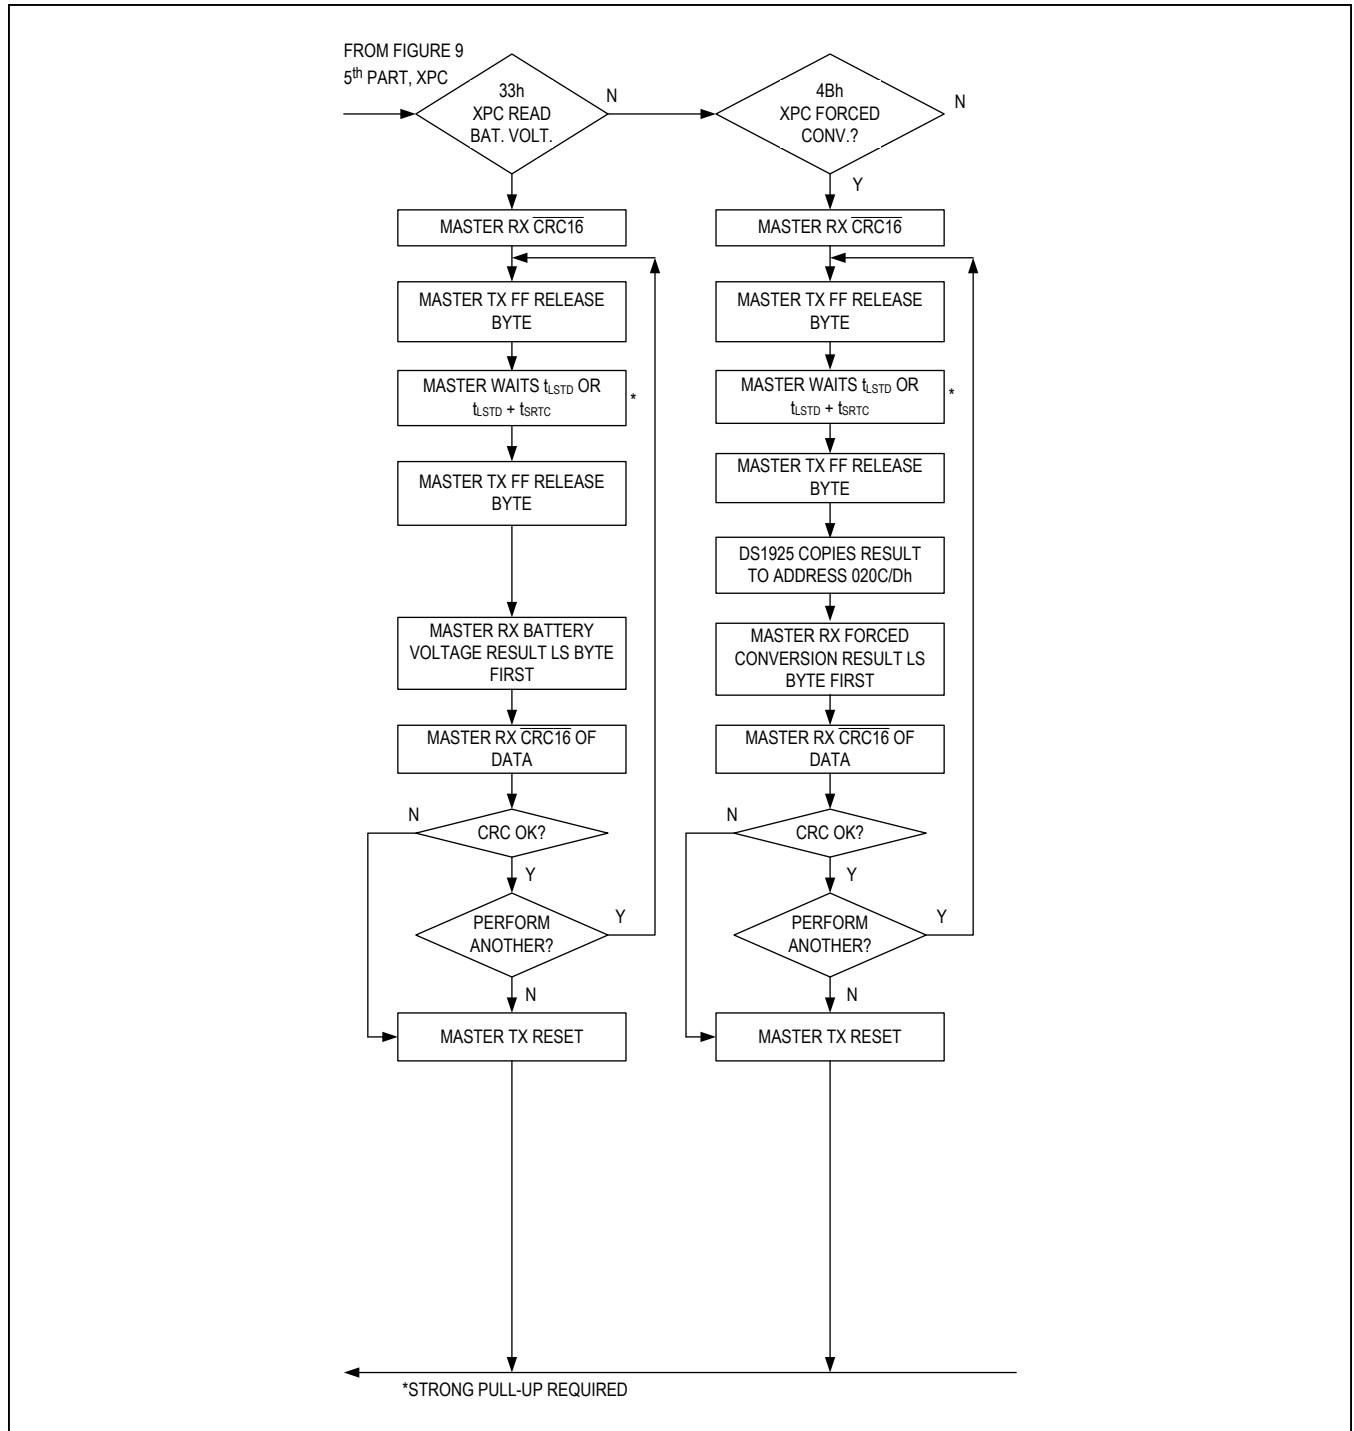 FROM FIGURE 9
5th PART, XPC
33h
XPC READ
BAT. VOLT.
N
4Bh
XPC FORCED
CONV.?
N
Y
MASTER RX CRC16
MASTER TX FF RELEASE
BYTE
MASTER WAITS tLSTD OR
tLSTD + tSRTC
*
MASTER TX FF RELEASE
BYTE
MASTER RX BATTERY
VOLTAGE RESULT LS BYTE
FIRST
MASTER RX CRC16 OF
DATA
N
CRC OK?
Y
PERFORM
ANOTHER?
Y
N
MASTER TX RESET
MASTER RX CRC16
MASTER TX FF RELEASE
BYTE
MASTER WAITS tLSTD OR
tLSTD + tSRTC
*
MASTER TX FF RELEASE
BYTE
DS1925 COPIES RESULT
TO ADDRESS 020C/Dh
MASTER RX FORCED
CONVERSION RESULT LS
BYTE FIRST
MASTER RX CRC16 OF
DATA
N
CRC OK?
Y
PERFORM
ANOTHER?
Y
N
MASTER TX RESET
*STRONG PULL-UP REQUIRED